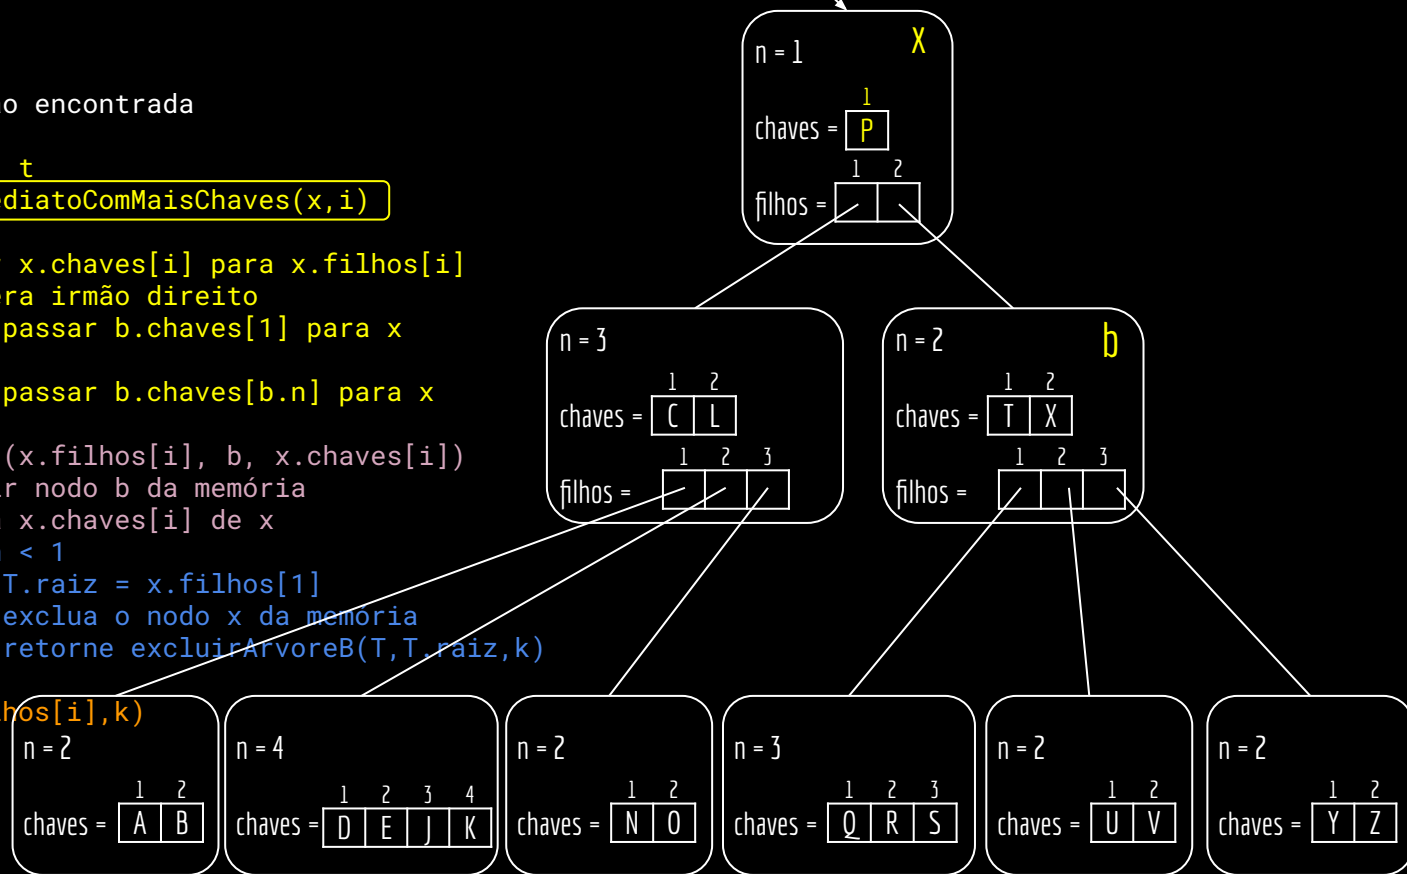 o encontrada
t
ediatoComMaisChaves(x,i)
r x.chaves[i] para x.filhos[i]
era irmão direito
passar b.chaves[1] para x
passar b.chaves[b.n] para x
(x.filhos[i], b, x.chaves[i])
ir nodo b da memória
a x.chaves[i] de x
n < 1
T.raiz = x.filhos[1]
exclua o nodo x da memória
retorne excluirArvoreB(T,T.raiz,k)
lhos[i],k)
n = 1 X
1
chaves = P
1 2
filhos =
n = 3
1 2
chaves = C L
1 2 3
filhos =
n = 2 b
1 2
chaves = T X
1 2 3
filhos =
n = 2
1 2
chaves = A B
n = 4
1 2 3 4
chaves = D E J K
n = 2
1 2
chaves = N O
n = 3
1 2 3
chaves = Q R S
n = 2
1 2
chaves = U V
n = 2
1 2
chaves = Y Z